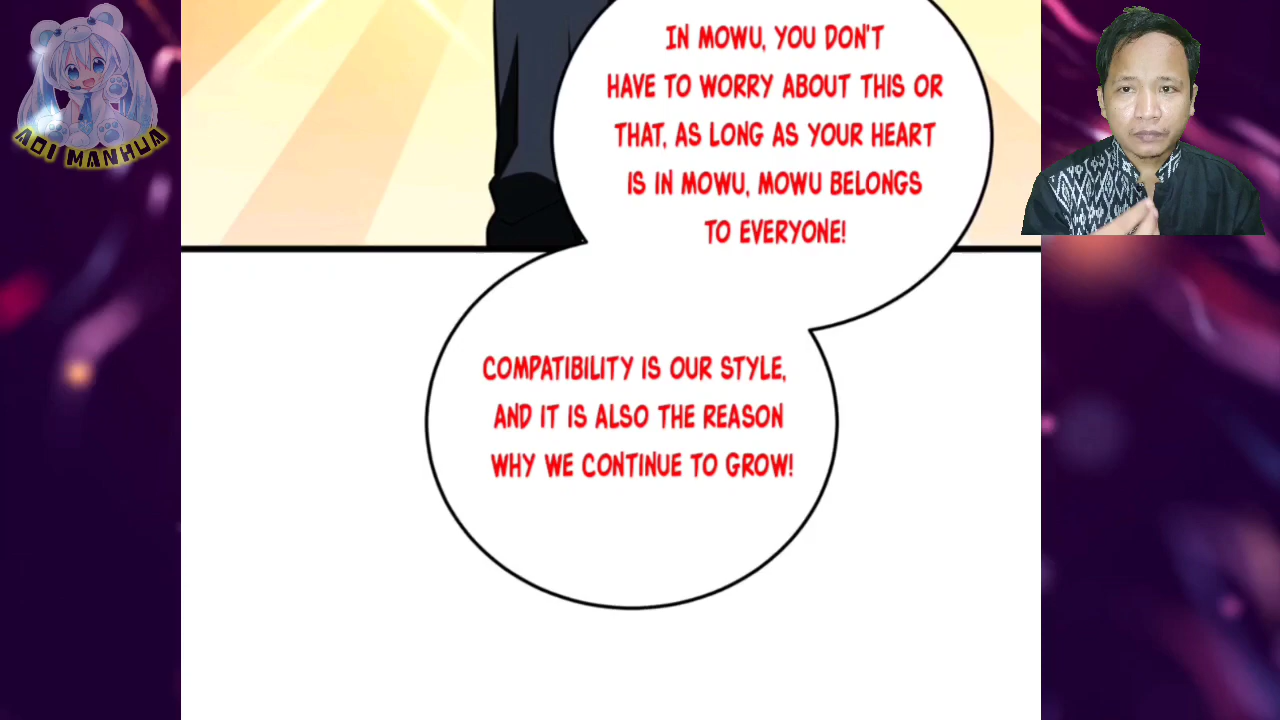 AOI MANHUA
IN MOWU, YOU DON'T
HAVE TO WORRY ABOUT THIS OR
THAT, AS LONG AS YOUR HEART
IS IN MOWU, MOWU BELONGS
TO EVERYONE!
COMPATIBILITY IS OUR STYLE,
AND IT IS ALSO THE REASON
WHY WE CONTINUE TO GROW!